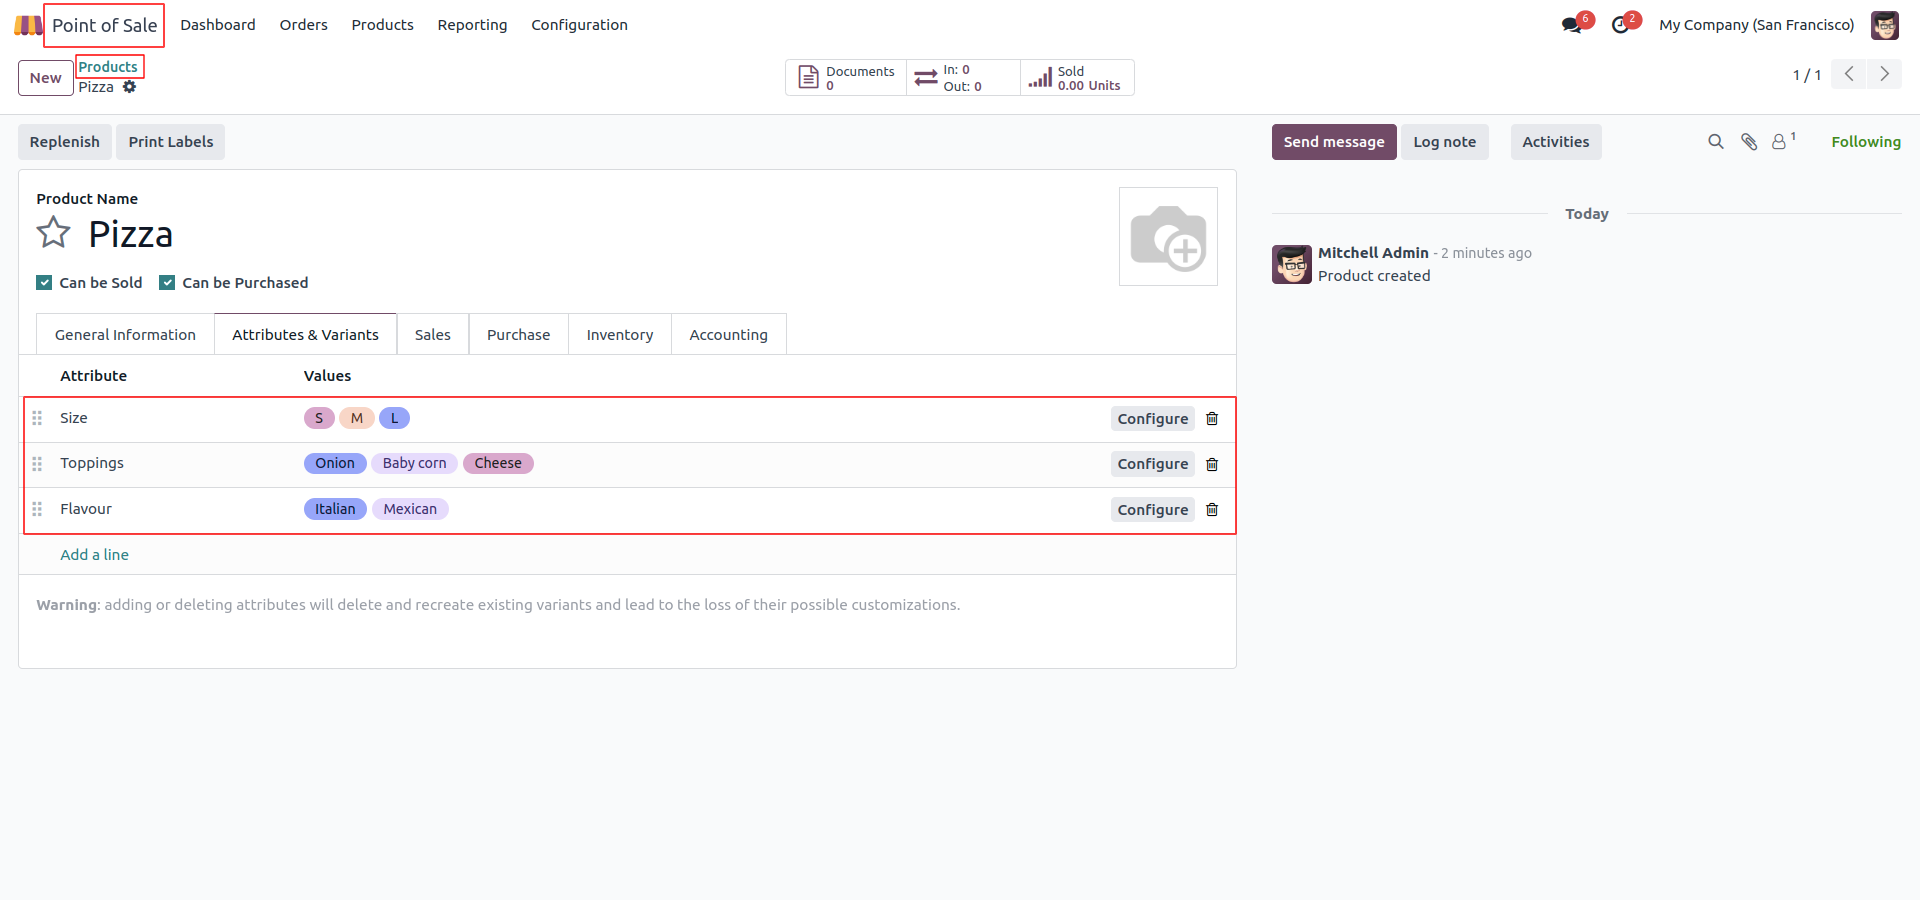 Point of Sale Dashboard Orders Products Reporting Configuration 6 2 My Company (San Francisco)
New
Products
Pizza
Documents
0
In: 0
Out: 0
Sold
0.00 Units
1 / 1
Replenish Print Labels
Send message Log note Activities 1 Following
Product Name
Pizza
Can be Sold Can be Purchased
General Information Attributes & Variants Sales Purchase Inventory Accounting
Attribute Values
Size S M L Configure
Toppings Onion Baby corn Cheese Configure
Flavour Italian Mexican Configure
Add a line
Warning: adding or deleting attributes will delete and recreate existing variants and lead to the loss of their possible customizations.
Today
Mitchell Admin - 2 minutes ago
Product created